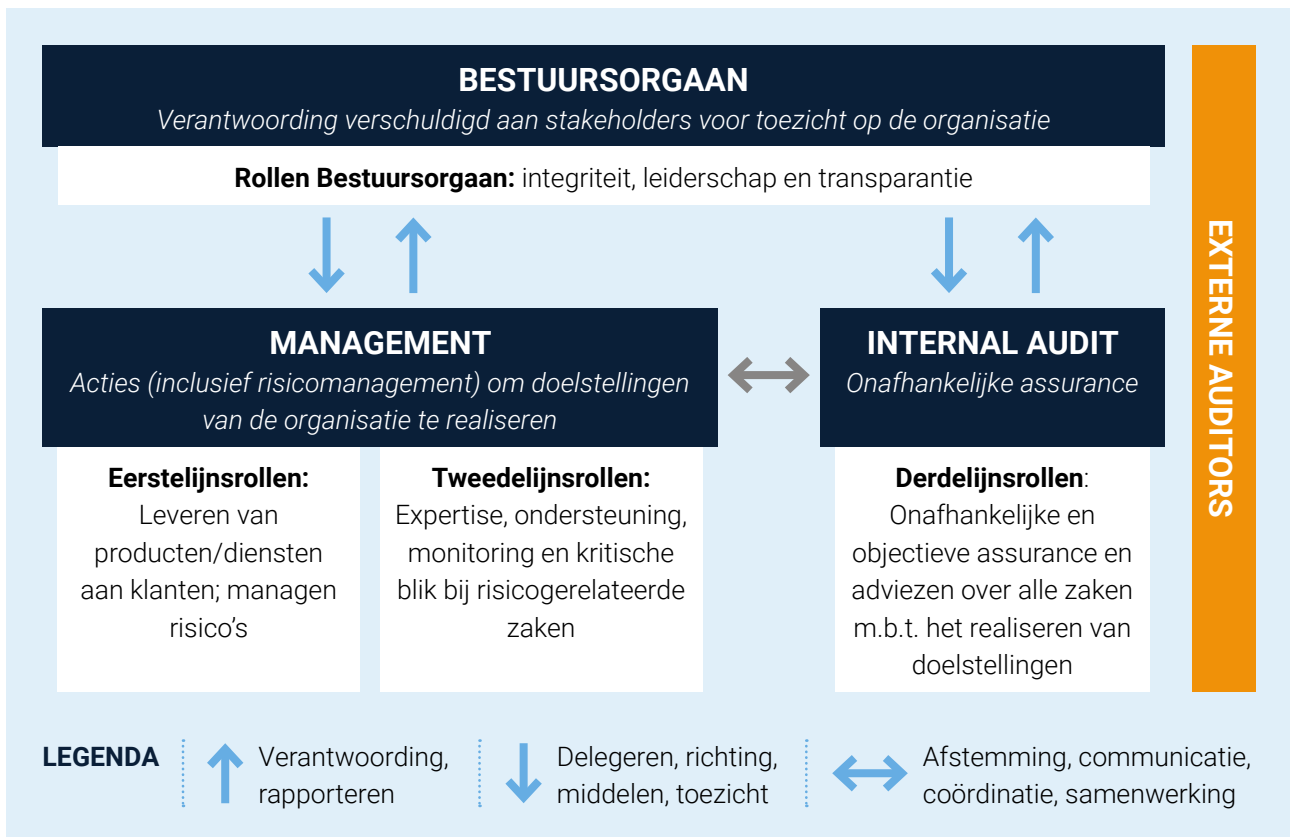 BESTUURSORGAAN
Verantwoording verschuldigd aan stakeholders voor toezicht op de organisatie
Rollen Bestuursorgaan: integriteit, leiderschap en transparantie
MANAGEMENT
Acties (inclusief risicomanagement) om doelstellingen
van de organisatie te realiseren
Eerstelijnsrollen:
Leveren van
producten/diensten
aan klanten; managen
risico’s
Tweedelijnsrollen:
Expertise, ondersteuning,
monitoring en kritische
blik bij risicogerelateerde
zaken
INTERNAL AUDIT
Onafhankelijke assurance
Derdelijnsrollen:
Onafhankelijke en
objectieve assurance en
adviezen over alle zaken
m.b.t. het realiseren van
doelstellingen
EXTERNE AUDITORS
LEGENDA
Verantwoording,
rapporteren
Delegeren, richting,
middelen, toezicht
Afstemming, communicatie,
coördinatie, samenwerking